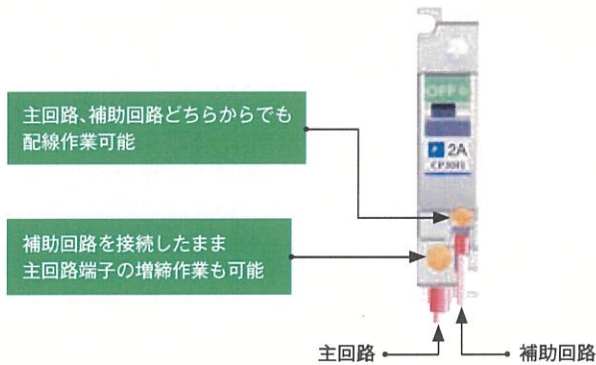 主回路、補助回路どちらからでも
配線作業可能
補助回路を接続したまま
主回路端子の増締作業も可能
OFF
2A
主回路
補助回路